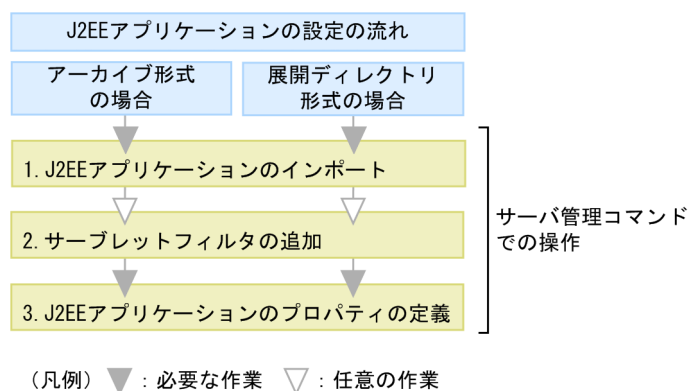 J2EEアプリケーションの設定の流れ
アーカイブ形式
の場合
展開ディレクトリ
形式の場合
1. J2EEアプリケーションのインポート
2. サーブレットフィルタの追加
3. J2EEアプリケーションのプロパティの定義
サーバ管理コマンド
での操作
（凡例） ▼ : 必要な作業 ▽ : 任意の作業